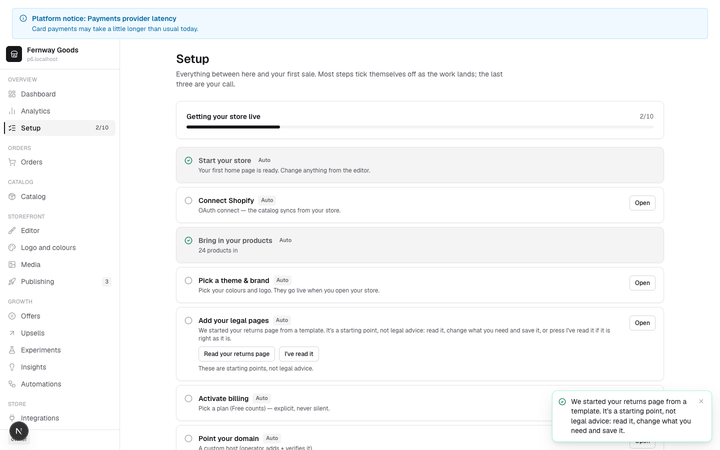 Platform notice: Payments provider latency
Card payments may take a little longer than usual today.
Fernway Goods
p8.localhost
OVERVIEW
Dashboard
Analytics
Setup 2/10
ORDERS
Orders
CATALOG
Catalog
STOREFRONT
Editor
Logo and colours
Media
Publishing 3
GROWTH
Offers
Upsells
Experiments
Insights
Automations
STORE
Integrations
N
Setup
Everything between here and your first sale. Most steps tick themselves off as the work lands; the last
three are your call.
Getting your store live 2/10
Start your store Auto
Your first home page is ready. Change anything from the editor.
Connect Shopify Auto
OAuth connect — the catalog syncs from your store.
Open
Bring in your products Auto
24 products in
Pick a theme & brand Auto
Pick your colours and logo. They go live when you open your store.
Open
Add your legal pages Auto
We started your returns page from a template. It's a starting point, not legal advice: read it, change what you need and save it, or press I've read it if it is
right as it is.
Open
Read your returns page I've read it
These are starting points, not legal advice.
Activate billing Auto
Pick a plan (Free counts) — explicit, never silent.
Point your domain Auto
A custom host (operator adds + verifies it)
Open
We started your returns page from a
template. It's a starting point, not
legal advice: read it, change what you
need and save it.